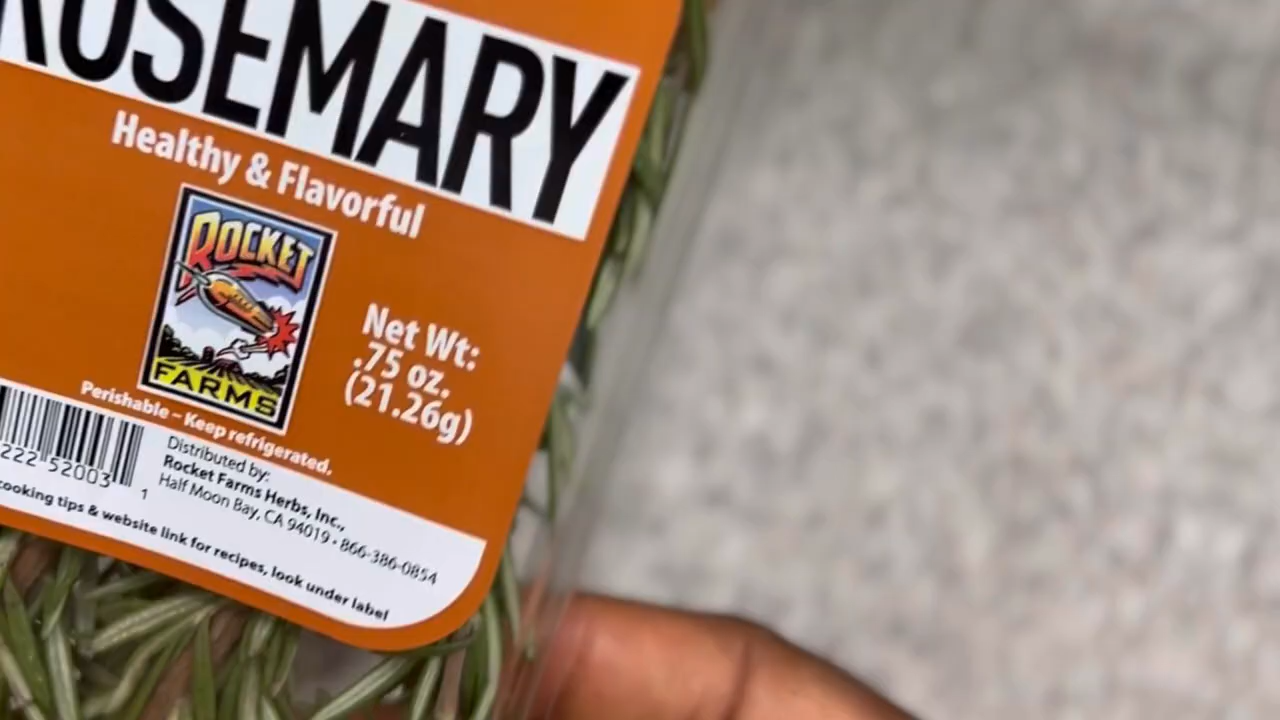 ROSEMARY
Healthy & Flavorful
ROCKET
FARMS
Net Wt:
.75 oz.
(21.26g)
Perishable – Keep refrigerated.
222 52003 1
Distributed by:
Rocket Farms Herbs, Inc.,
Half Moon Bay, CA 94019 • 866-386-0854
cooking tips & website link for recipes, look under label